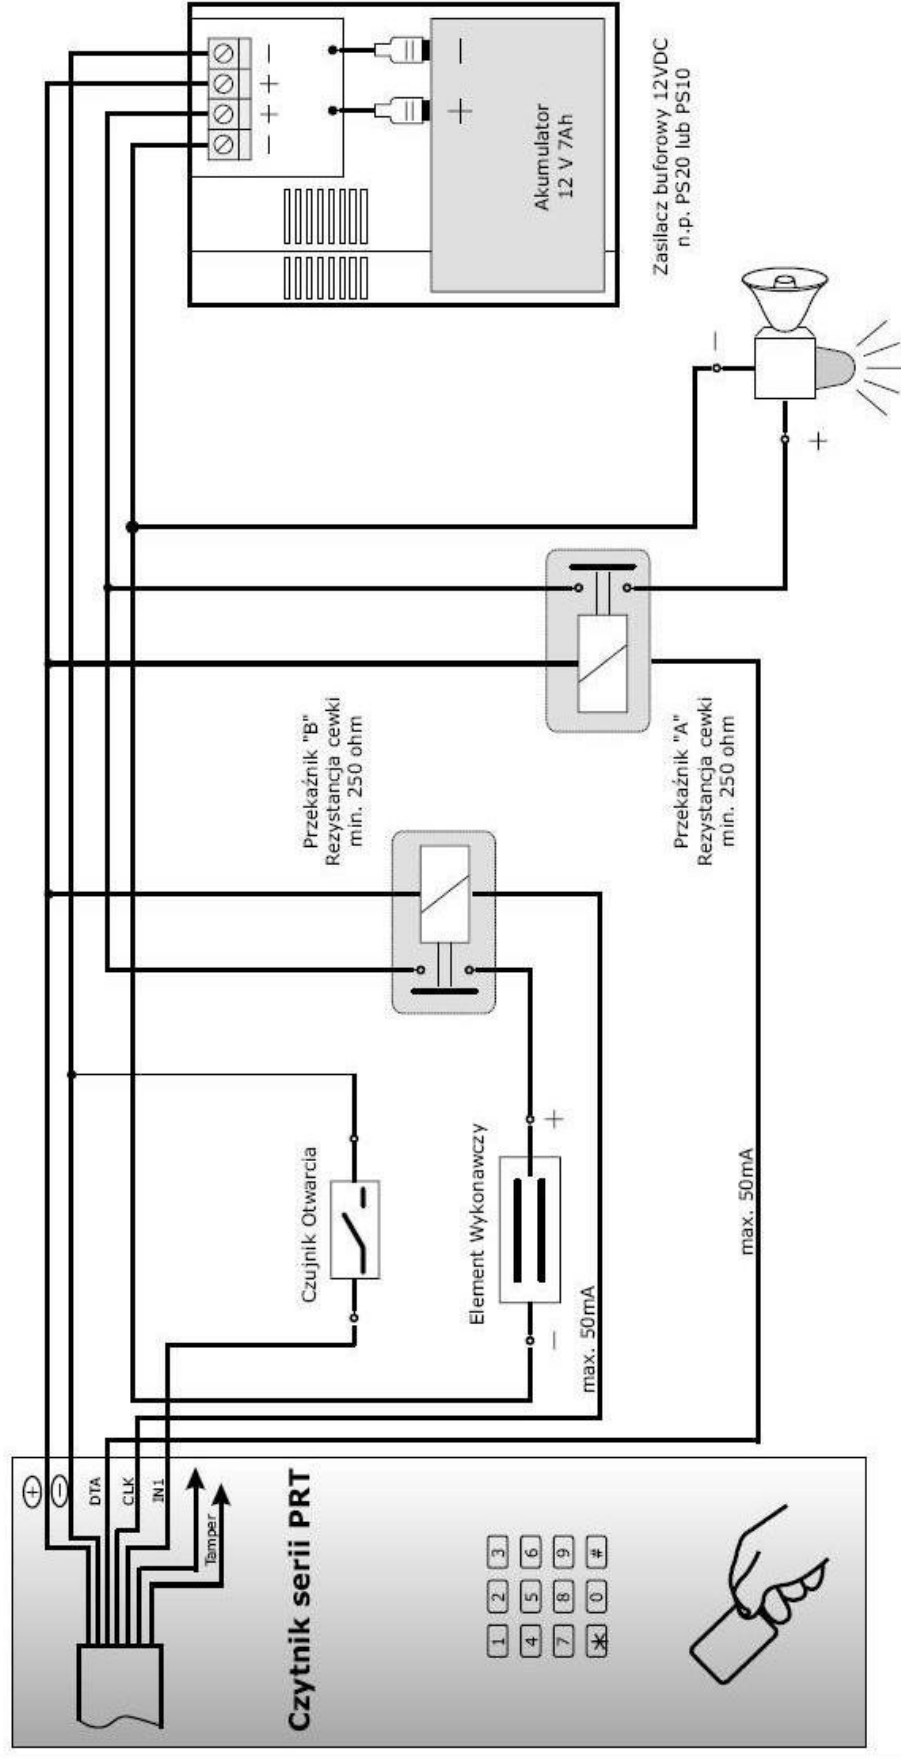 +
−
DTA
CLK
IN1
Tamper
Czytnik serii PRT
1 2 3
4 5 6
7 8 9
* 0 #
Czujnik Otwarcia
Element Wykonawczy
− +
max. 50mA
max. 50mA
Przekaźnik "B"
Rezystancja cewki
min. 250 ohm
Przekaźnik "A"
Rezystancja cewki
min. 250 ohm
+ −
− + + −
+ −
Akumulator
12 V 7Ah
Zasilacz buforowy 12VDC
n.p. PS20 lub PS10